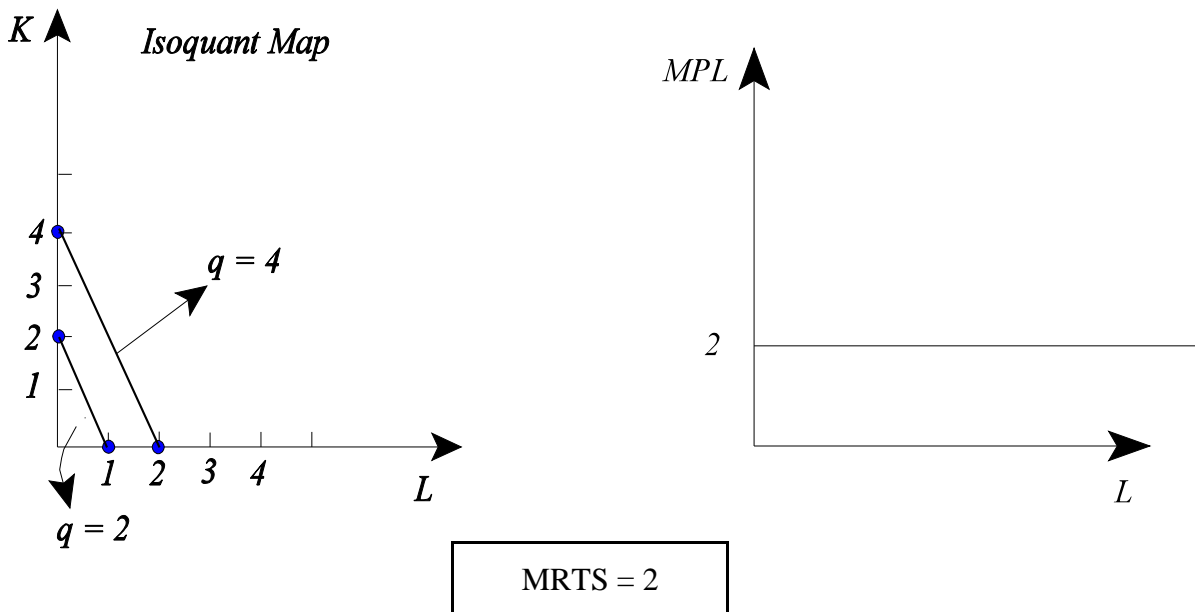 K
Isoquant Map
4
3
2
1
q = 4
1 2 3 4
L
q = 2
MPL
2
L
MRTS = 2